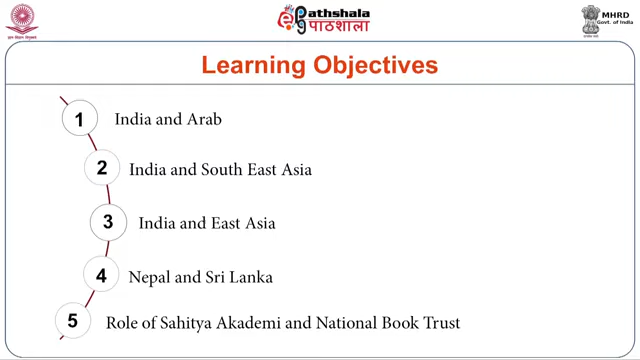 ePathshala
पाठशाला
MHRD
Govt. of India
Learning Objectives
1 India and Arab
2 India and South East Asia
3 India and East Asia
4 Nepal and Sri Lanka
5 Role of Sahitya Akademi and National Book Trust